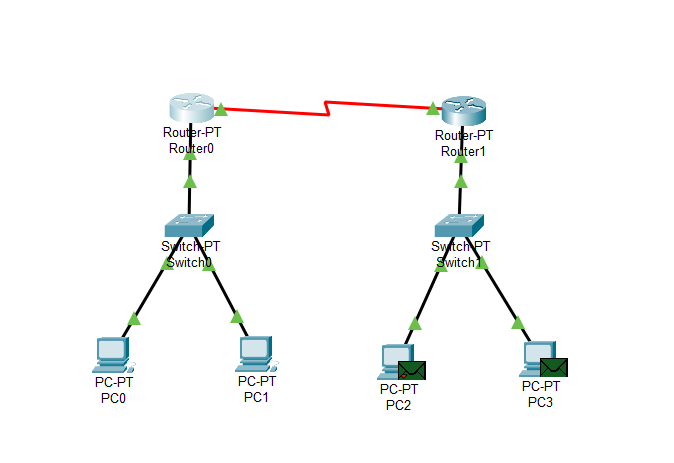 Router-PT
Router0
Router-PT
Router1
Switch-PT
Switch0
Switch-PT
Switch1
PC-PT
PC0
PC-PT
PC1
PC-PT
PC2
PC-PT
PC3